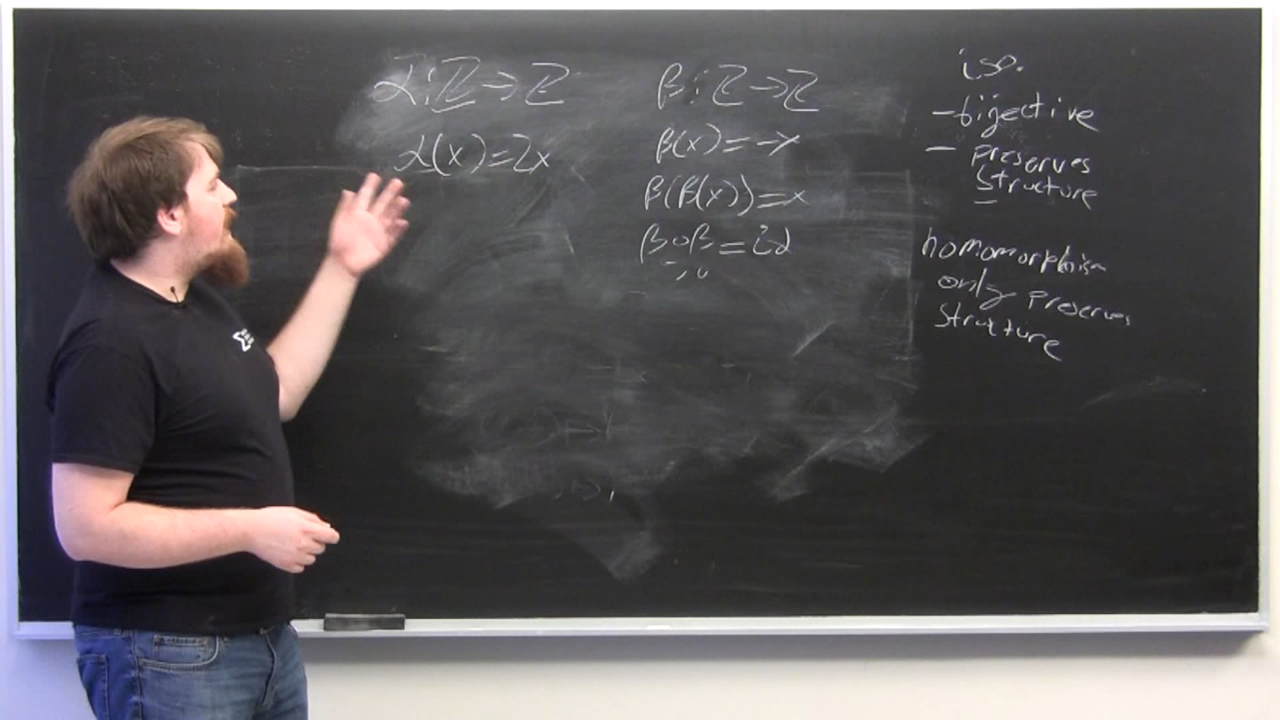 α: ℤ → ℤ
α(x) = 2x
β: ℤ → ℤ
β(x) = -x
β(β(x)) = x
β∘β = id
iso.
- bijective
- preserves
structure
homomorphism
only preserves
structure